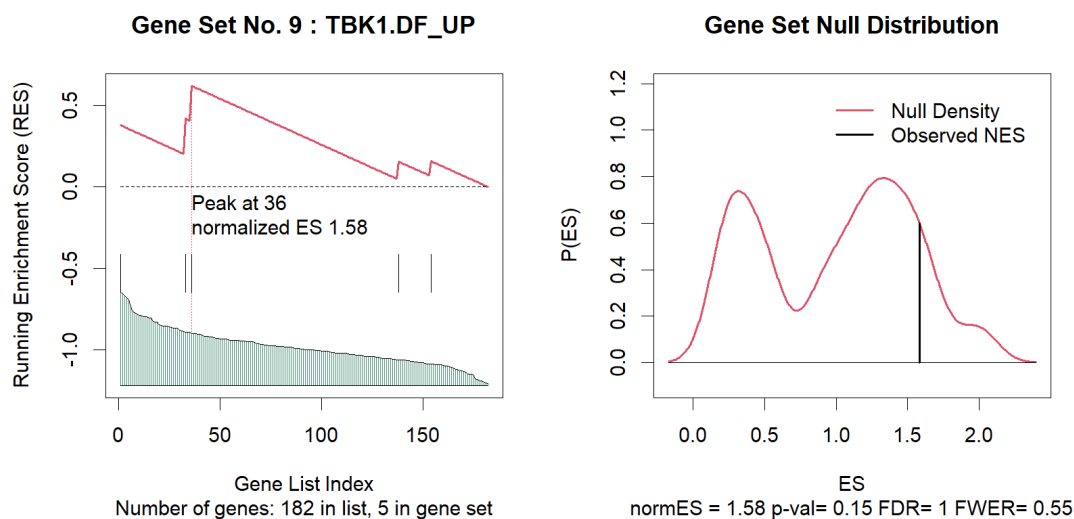 Gene Set No. 9 : TBK1.DF_UP
Running Enrichment Score (RES)
0.5
0.0
-0.5
-1.0
Peak at 36
normalized ES 1.58
0 50 100 150
Gene List Index
Number of genes: 182 in list, 5 in gene set
Gene Set Null Distribution
P(ES)
1.2
1.0
0.8
0.6
0.4
0.2
0.0
Null Density
Observed NES
0.0 0.5 1.0 1.5 2.0
ES
normES = 1.58 p-val= 0.15 FDR= 1 FWER= 0.55